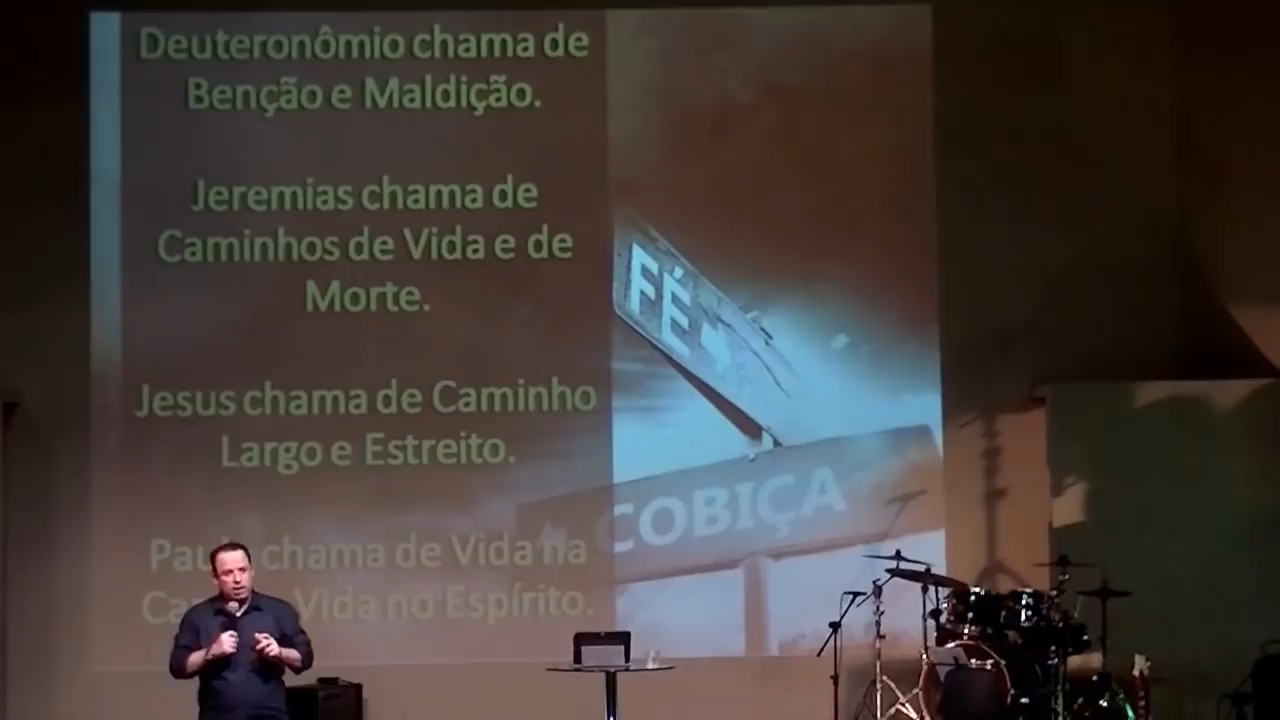 Deuteronômio chama de
Benção e Maldição.
Jeremias chama de
Caminhos de Vida e de
Morte.
Jesus chama de Caminho
Largo e Estreito.
chama de Vida na
Vida no Espírito.
FÉ
COBIÇA